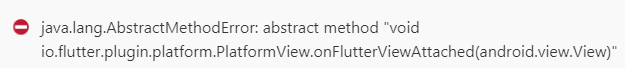 java.lang.AbstractMethodError: abstract method "void
io.flutter.plugin.platform.PlatformView.onFlutterViewAttached(android.view.View)"